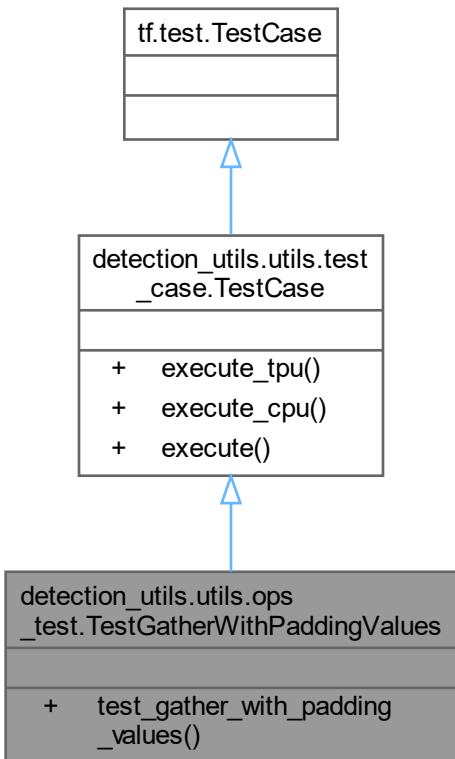 tf.test.TestCase
detection_utils.utils.test
_case.TestCase
+ execute_tpu()
+ execute_cpu()
+ execute()
detection_utils.utils.ops
_test.TestGatherWithPaddingValues
+ test_gather_with_padding
_values()